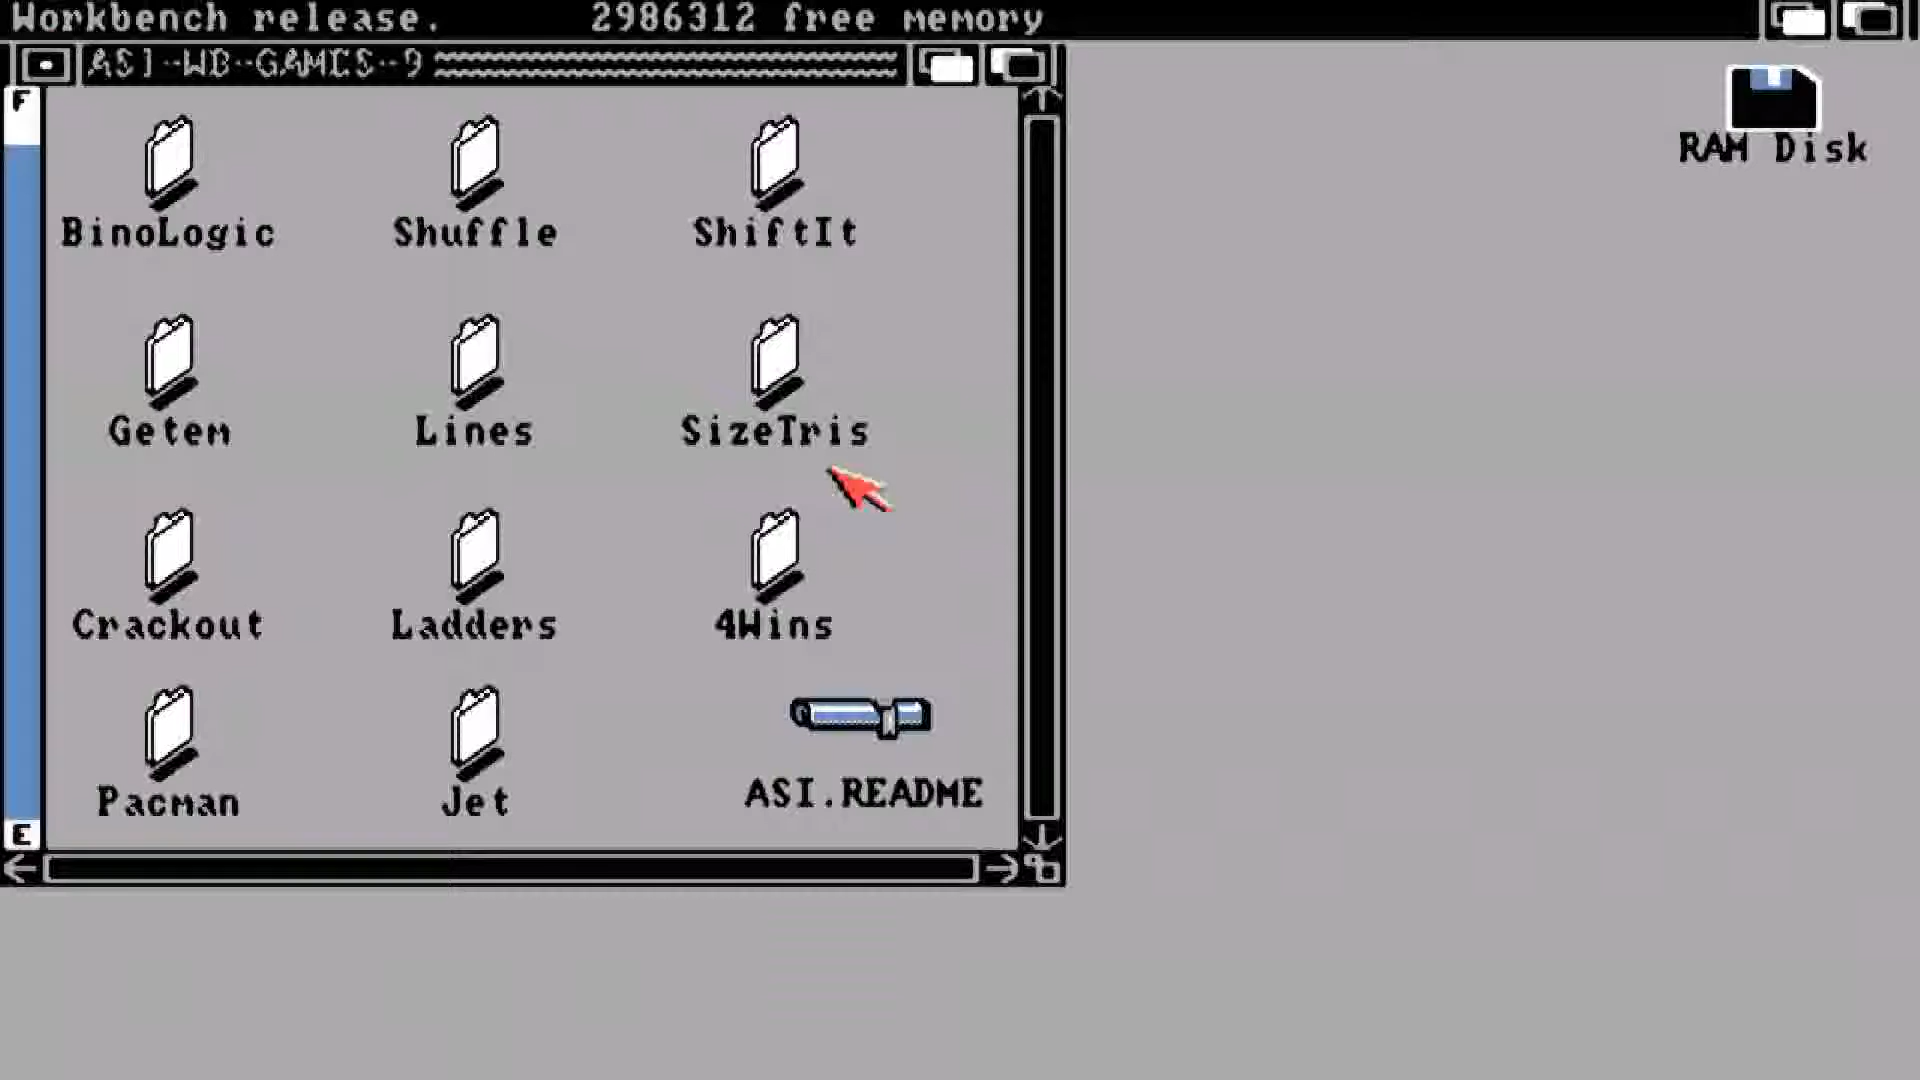 Workbench release. 2986312 free memory
ASI-WB-GAMES-9
RAM Disk
F
BinoLogic Shuffle ShiftIt
Getem Lines SizeTris
Crackout Ladders 4Wins
Pacman Jet ASI.README
E